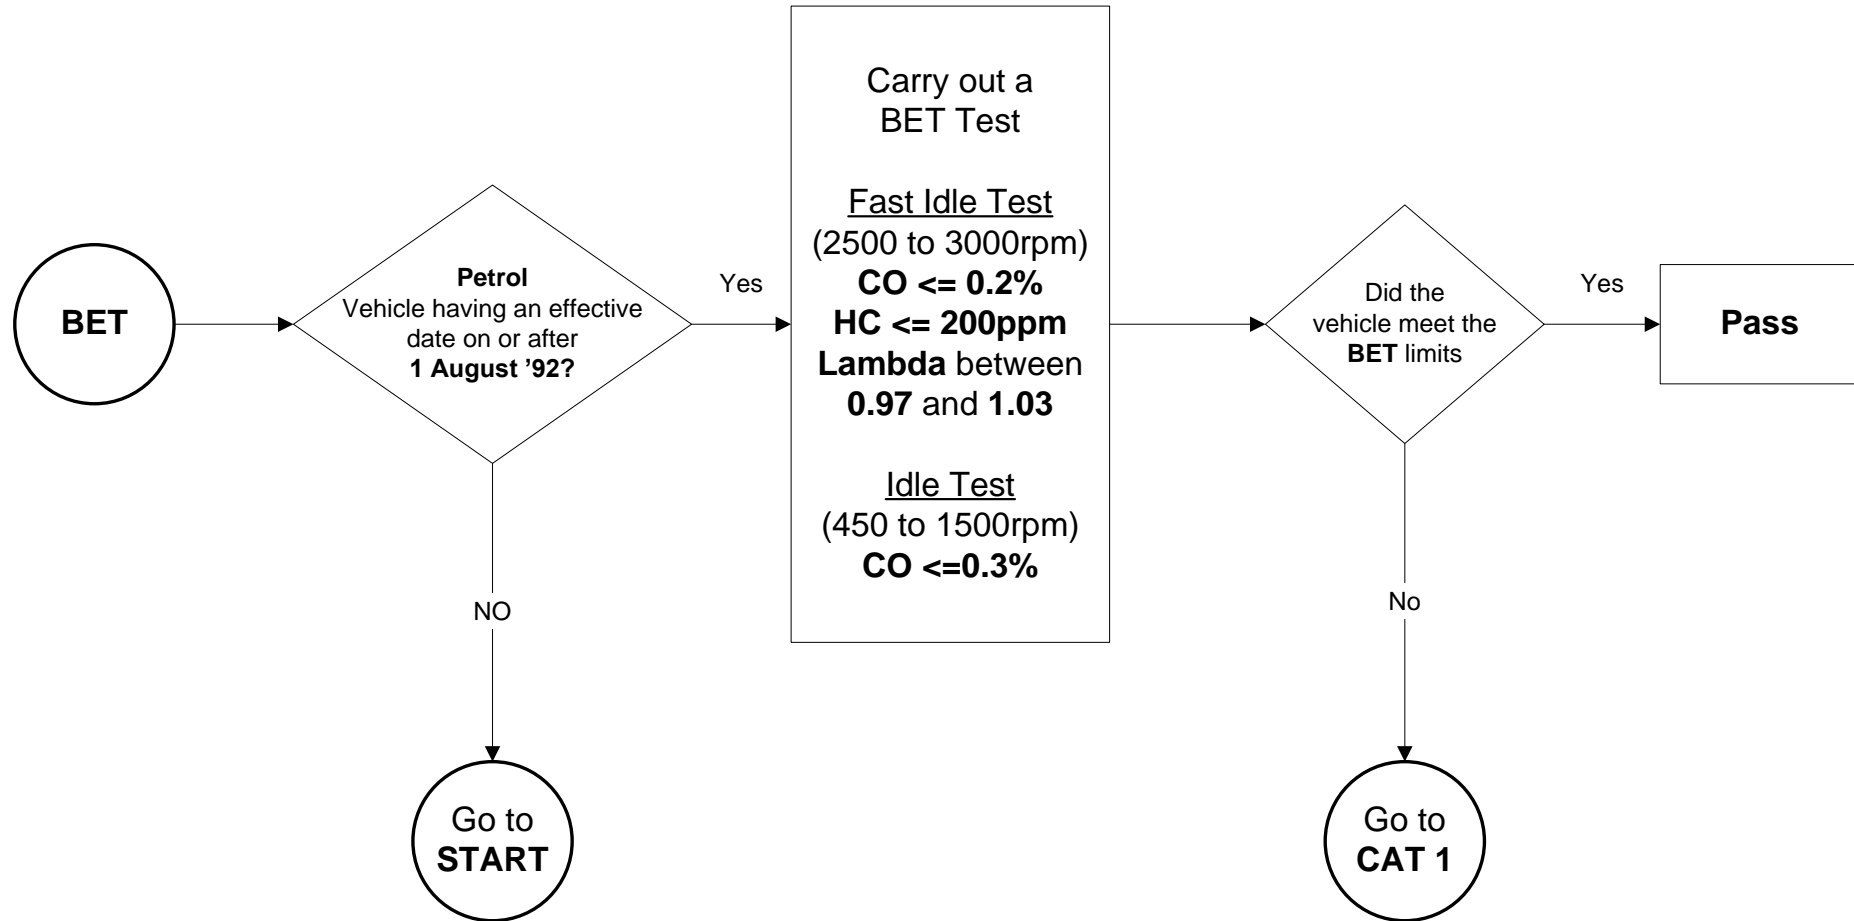 BET
Petrol
Vehicle having an effective
date on or after
1 August '92?
Yes
NO
Go to
START
Carry out a
BET Test
Fast Idle Test
(2500 to 3000rpm)
CO <= 0.2%
HC <= 200ppm
Lambda between
0.97 and 1.03
Idle Test
(450 to 1500rpm)
CO <=0.3%
Did the
vehicle meet the
BET limits
Yes
Pass
No
Go to
CAT 1